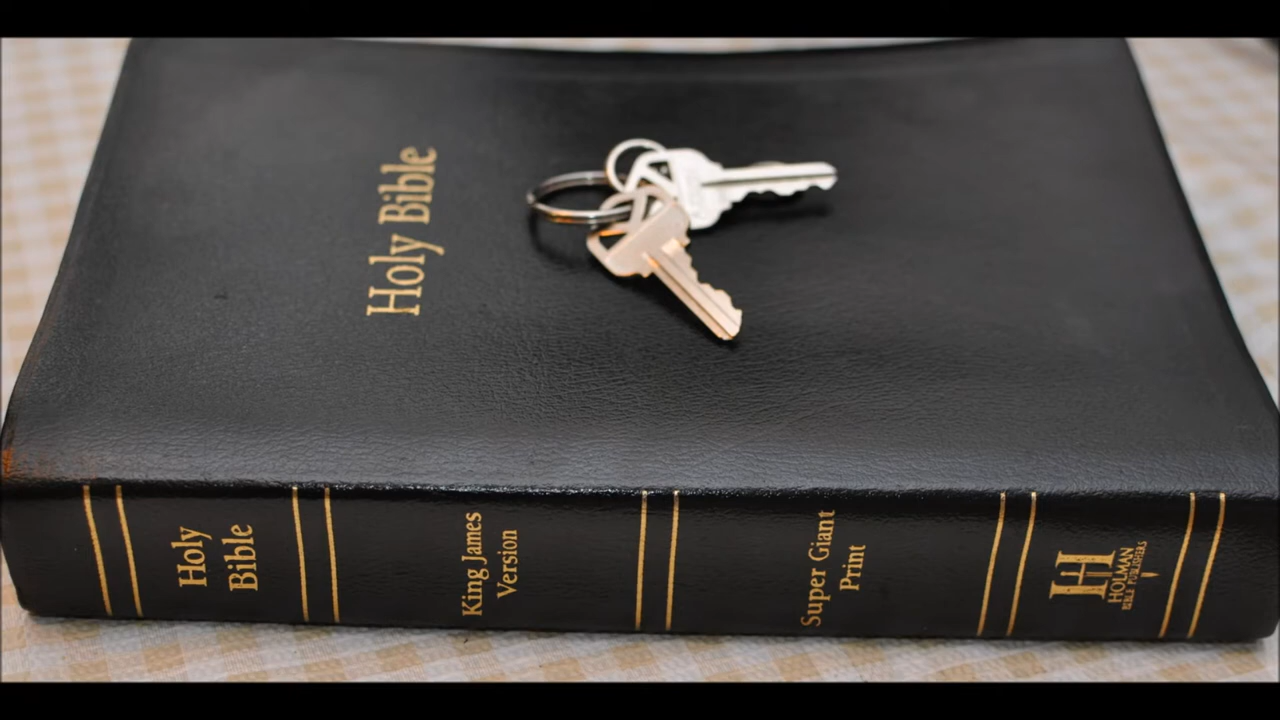 Holy Bible
Holy
Bible
King James
Version
Super Giant
Print
HOLMAN
BIBLE PUBLISHERS